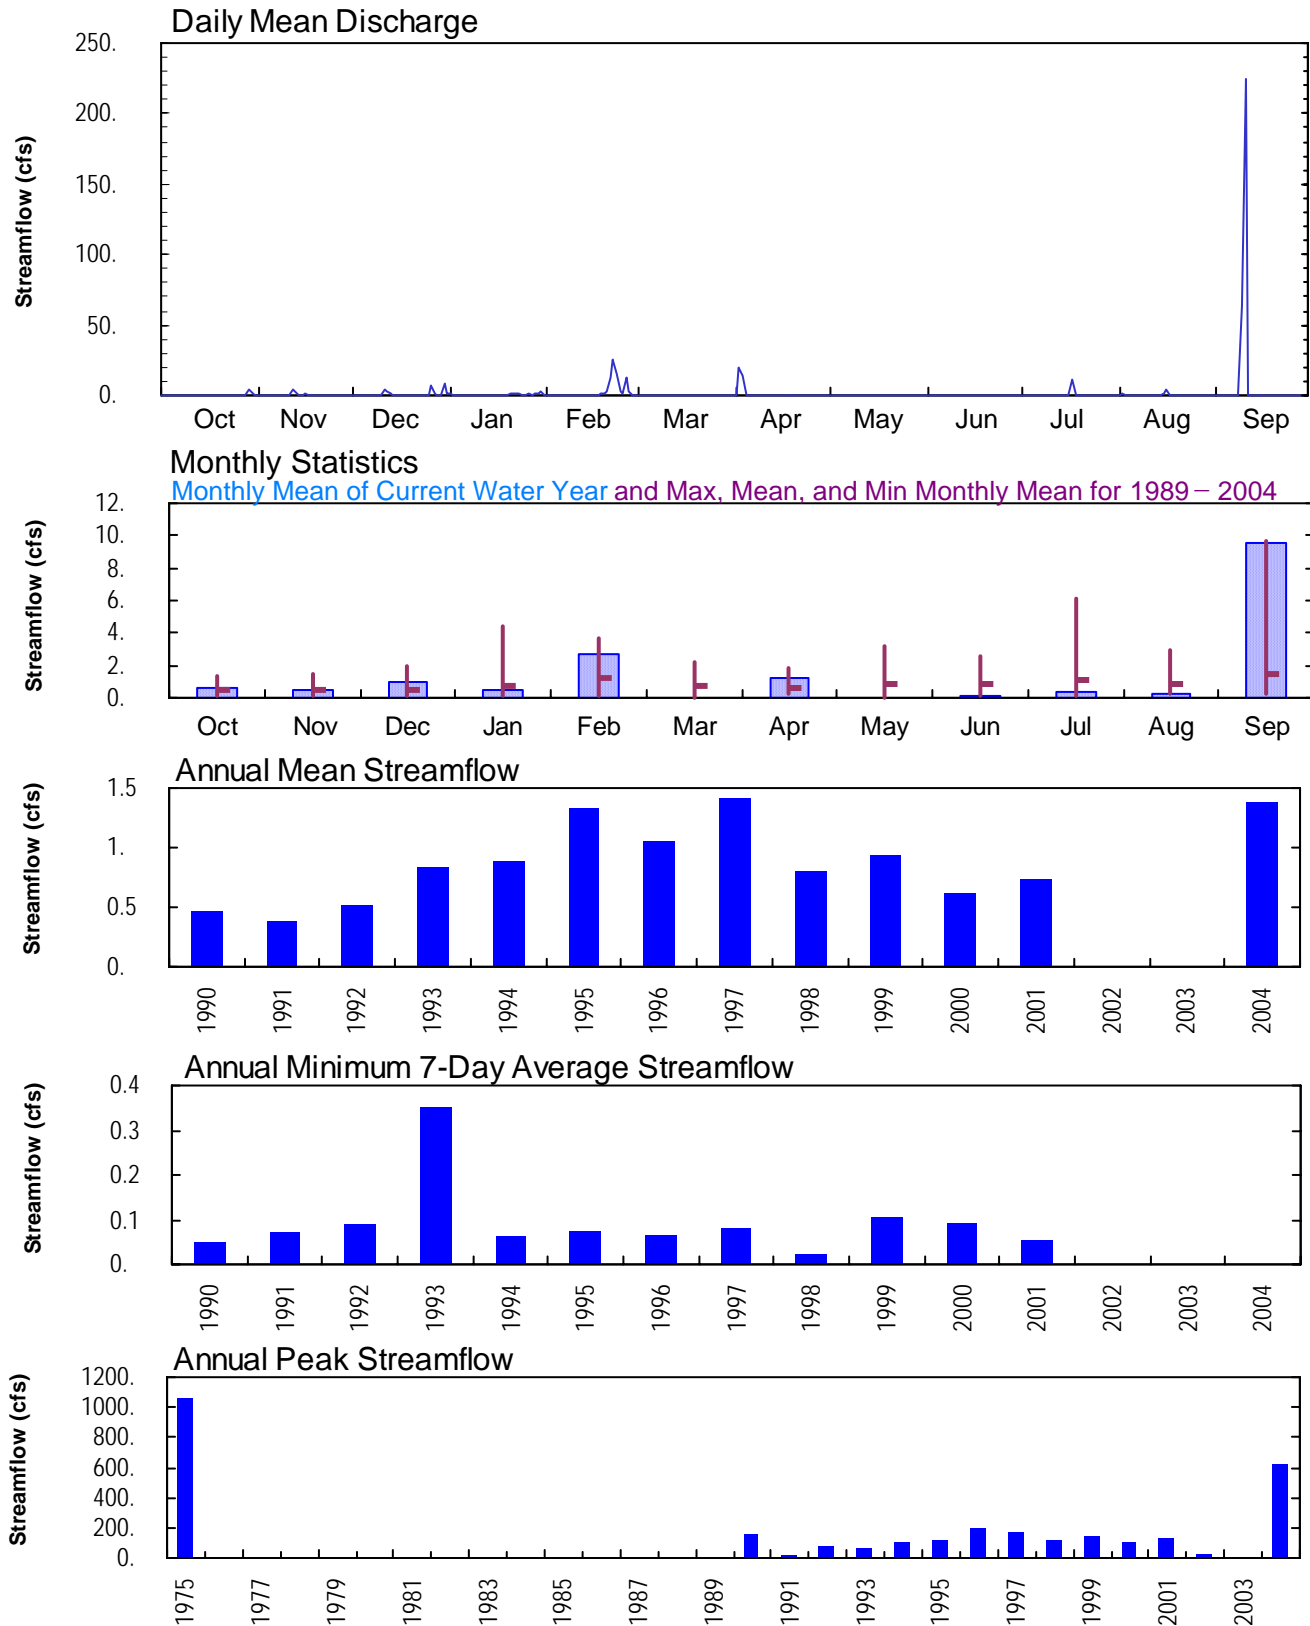 Daily Mean Discharge
Streamflow (cfs)
250.
200.
150.
100.
50.
0.
Oct Nov Dec Jan Feb Mar Apr May Jun Jul Aug Sep
Monthly Statistics
Monthly Mean of Current Water Year and Max, Mean, and Min Monthly Mean for 1989 – 2004
Streamflow (cfs)
12.
10.
8.
6.
4.
2.
0.
Oct Nov Dec Jan Feb Mar Apr May Jun Jul Aug Sep
Annual Mean Streamflow
Streamflow (cfs)
1.5
1.
0.5
0.
1990 1991 1992 1993 1994 1995 1996 1997 1998 1999 2000 2001 2002 2003 2004
Annual Minimum 7-Day Average Streamflow
Streamflow (cfs)
0.4
0.3
0.2
0.1
0.
1990 1991 1992 1993 1994 1995 1996 1997 1998 1999 2000 2001 2002 2003 2004
Annual Peak Streamflow
Streamflow (cfs)
1200.
1000.
800.
600.
400.
200.
0.
1975 1977 1979 1981 1983 1985 1987 1989 1991 1993 1995 1997 1999 2001 2003